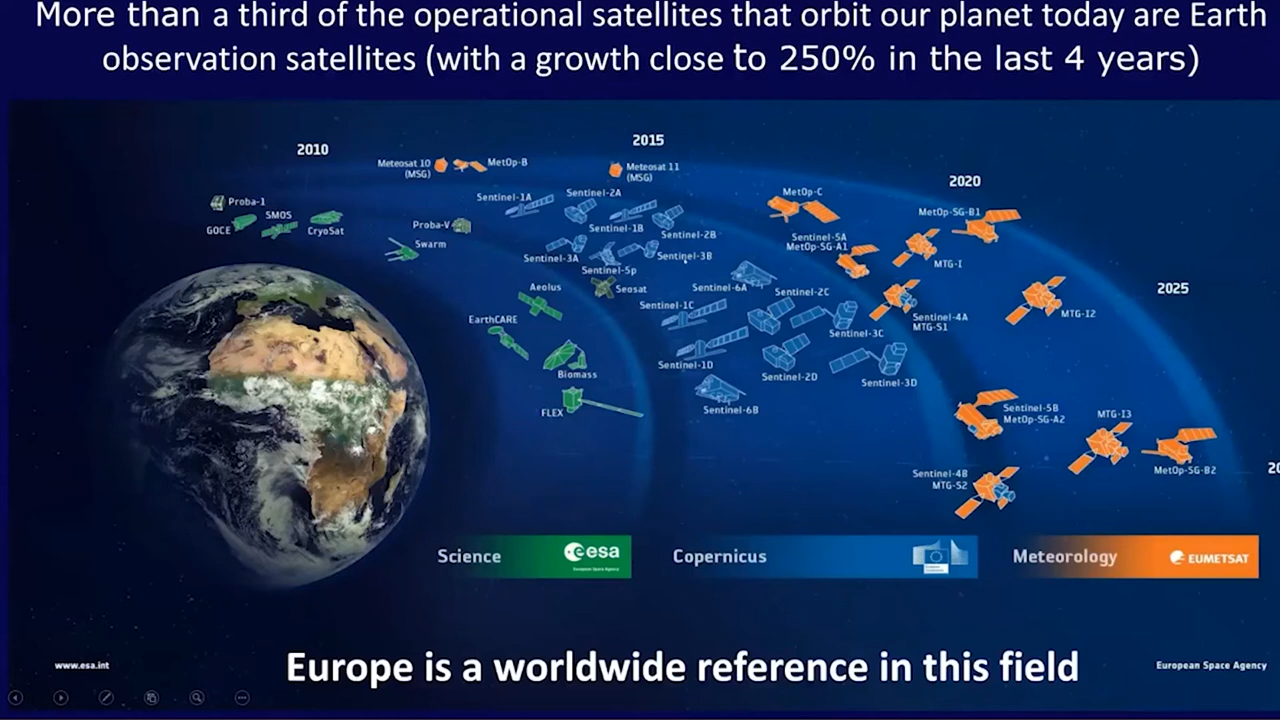 More than a third of the operational satellites that orbit our planet today are Earth
observation satellites (with a growth close to 250% in the last 4 years)
2010
2015
2020
2025
Meteosat 10
(MSG)
MetOp-B
Meteosat 11
(MSG)
MetOp-C
MetOp-SG-B1
Proba-1
GOCE
SMOS
CryoSat
Proba-V
Swarm
Sentinel-1A
Sentinel-2A
Sentinel-1B
Sentinel-2B
Sentinel-3A
Sentinel-3B
Sentinel-5p
Seosat
Sentinel-5A
MetOp-SG-A1
MTG-I
Aeolus
EarthCARE
Biomass
FLEX
Sentinel-6A
Sentinel-2C
Sentinel-1C
Sentinel-3C
Sentinel-4A
MTG-S1
MTG-I2
Sentinel-1D
Sentinel-2D
Sentinel-3D
Sentinel-6B
Sentinel-5B
MetOp-SG-A2
MTG-I3
MetOp-SG-B2
Sentinel-4B
MTG-S2
Science
esa
European Space Agency
Copernicus
Meteorology
EUMETSAT
www.esa.int
Europe is a worldwide reference in this field
European Space Agency